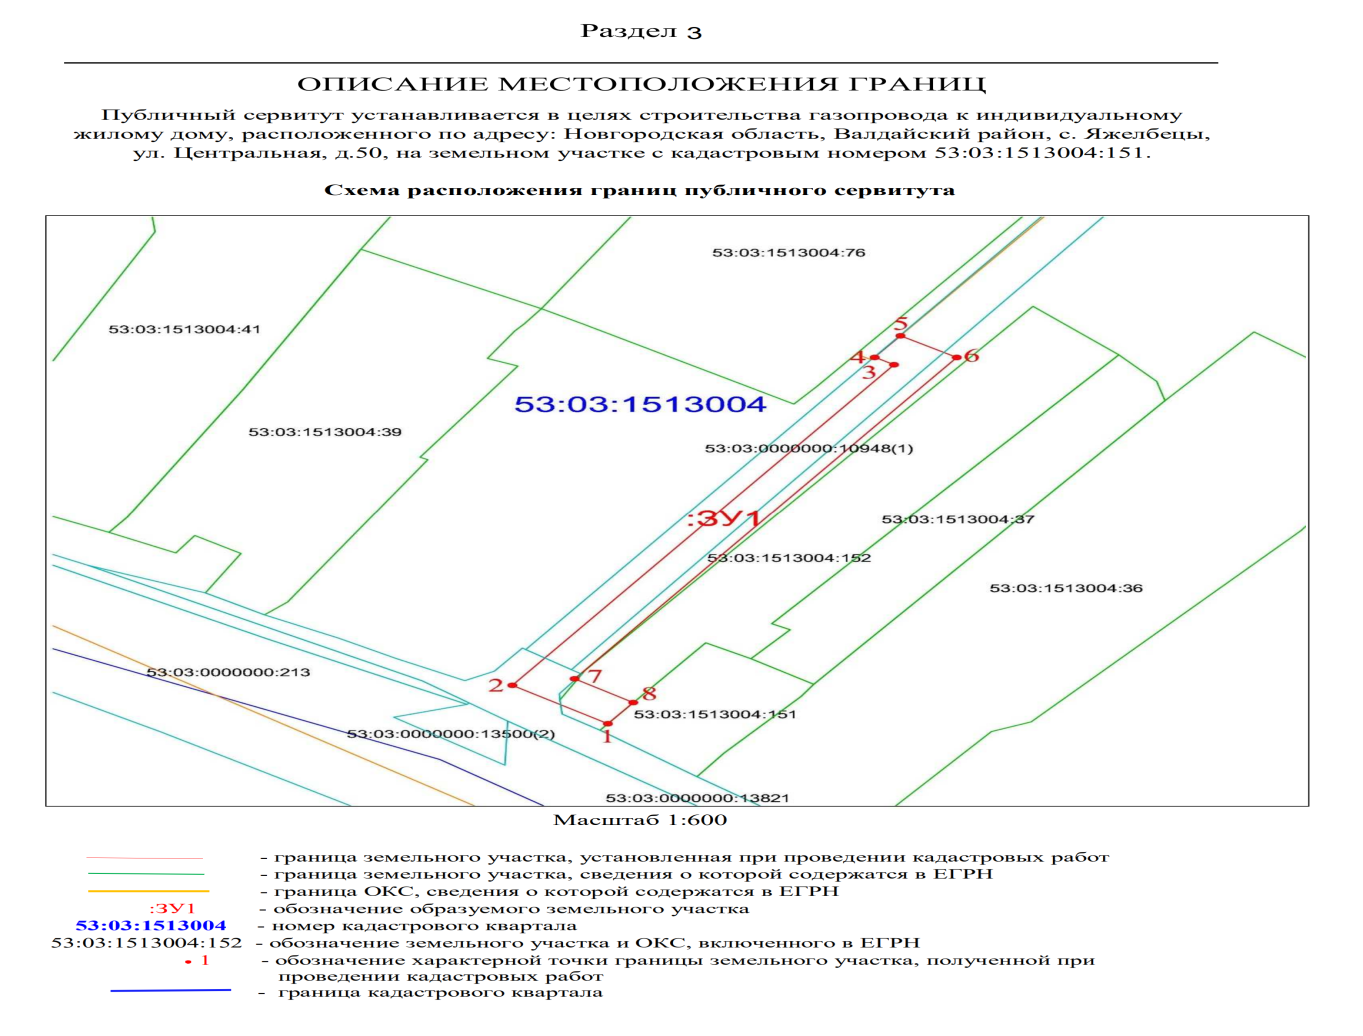 Раздел 3
ОПИСАНИЕ МЕСТОПОЛОЖЕНИЯ ГРАНИЦ
Публичный сервитут устанавливается в целях строительства газопровода к индивидуальному
жилому дому, расположенного по адресу: Новгородская область, Валдайский район, с. Яжелбецы,
ул. Центральная, д.50, на земельном участке с кадастровым номером 53:03:1513004:151.
Схема расположения границ публичного сервитута
53:03:1513004:76
53:03:1513004:41
5
4
6
3
53:03:1513004
53:03:1513004:39
53:03:0000000:10948(1)
:ЗУ1
53:03:1513004:37
53:03:1513004:152
53:03:1513004:36
53:03:0000000:213
7
2
8
53:03:1513004:151
53:03:0000000:13500(2)
1
53:03:0000000:13821
Масштаб 1:600
- граница земельного участка, установленная при проведении кадастровых работ
- граница земельного участка, сведения о которой содержатся в ЕГРН
- граница ОКС, сведения о которой содержатся в ЕГРН
:ЗУ1 - обозначение образуемого земельного участка
53:03:1513004 - номер кадастрового квартала
53:03:1513004:152 - обозначение земельного участка и ОКС, включенного в ЕГРН
• 1 - обозначение характерной точки границы земельного участка, полученной при
проведении кадастровых работ
- граница кадастрового квартала